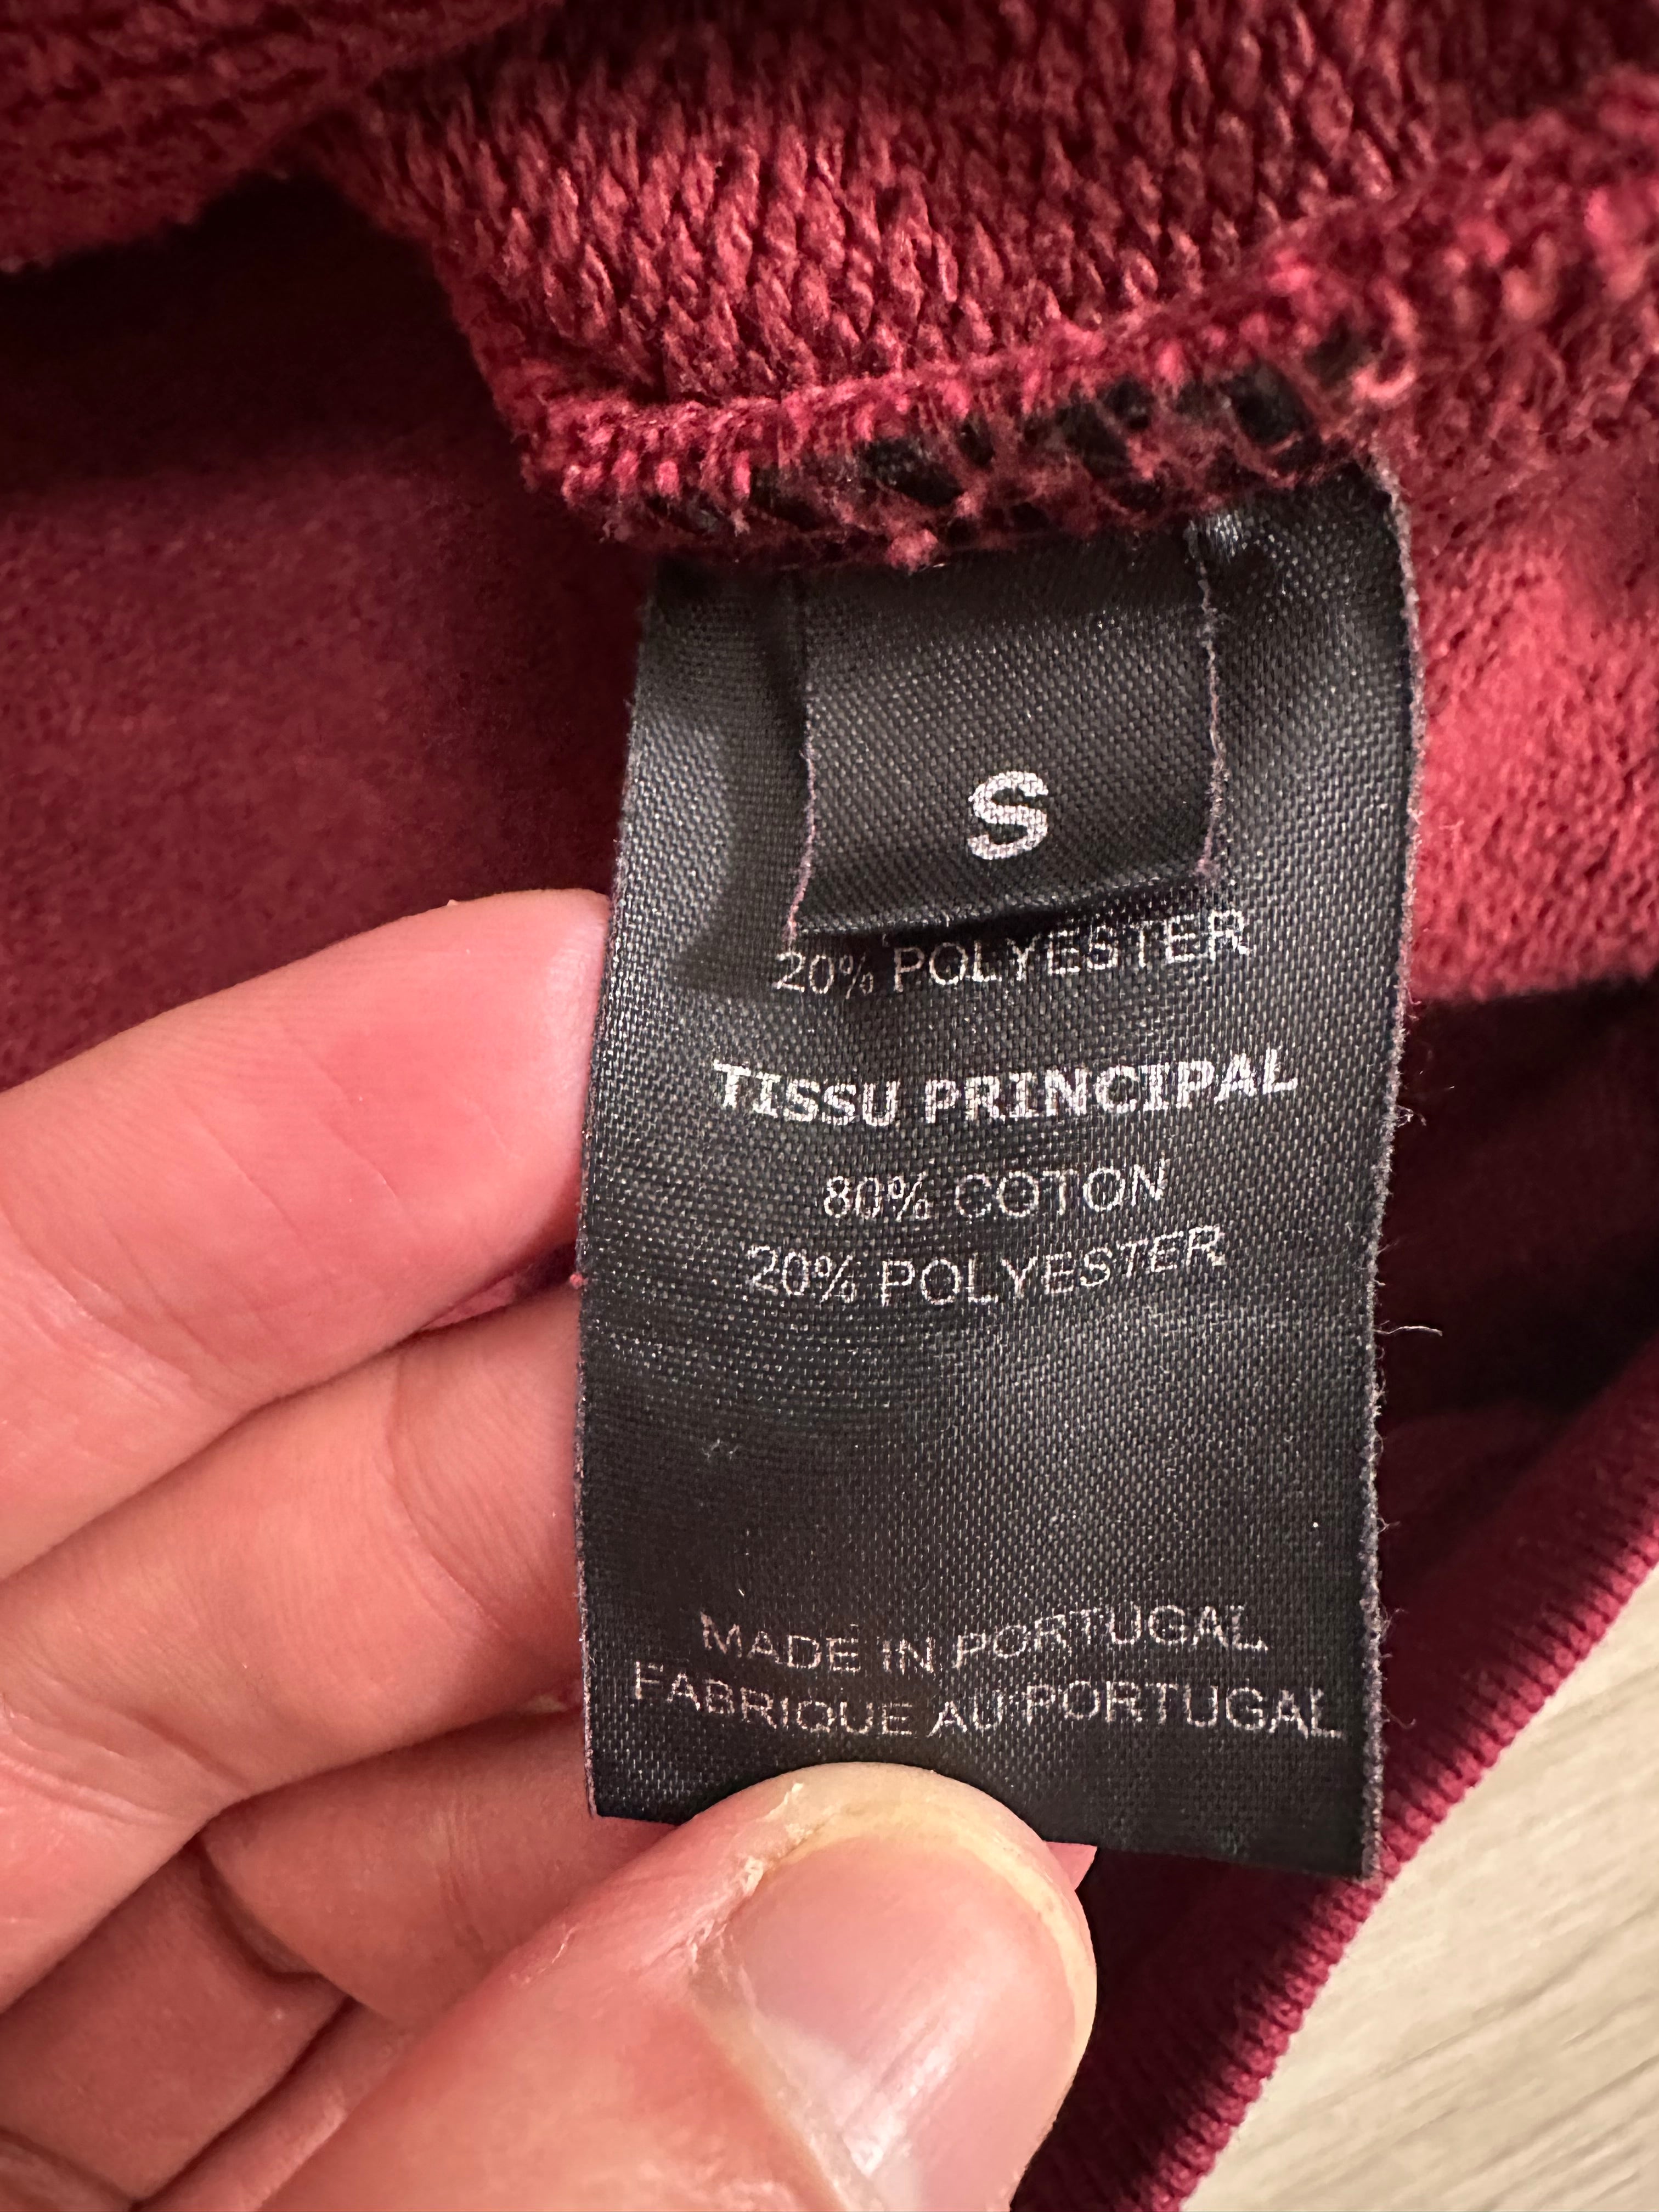 S
20% POLYESTER
TISSU PRINCIPAL
80% COTON
20% POLYESTER
MADE IN PORTUGAL
FABRIQUE AU PORTUGAL